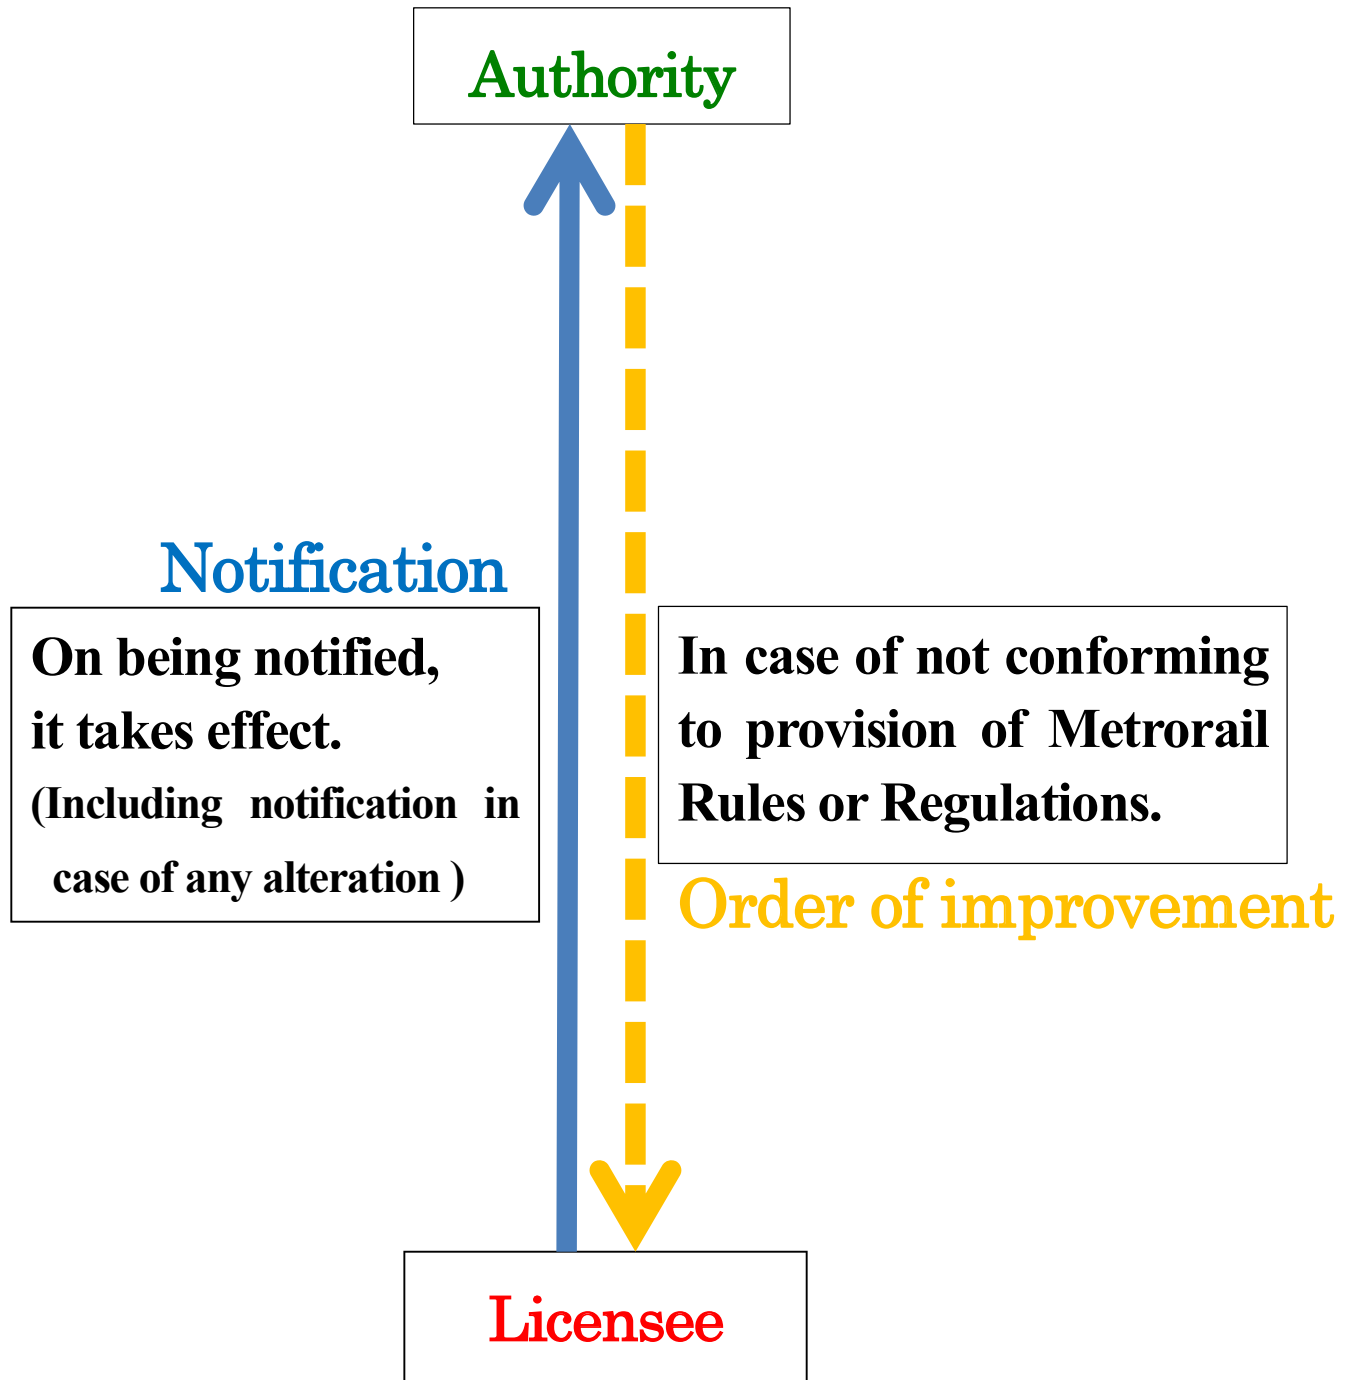 Authority
Notification
On being notified,
it takes effect.
(Including notification in
case of any alteration )
In case of not conforming
to provision of Metrorail
Rules or Regulations.
Order of improvement
Licensee